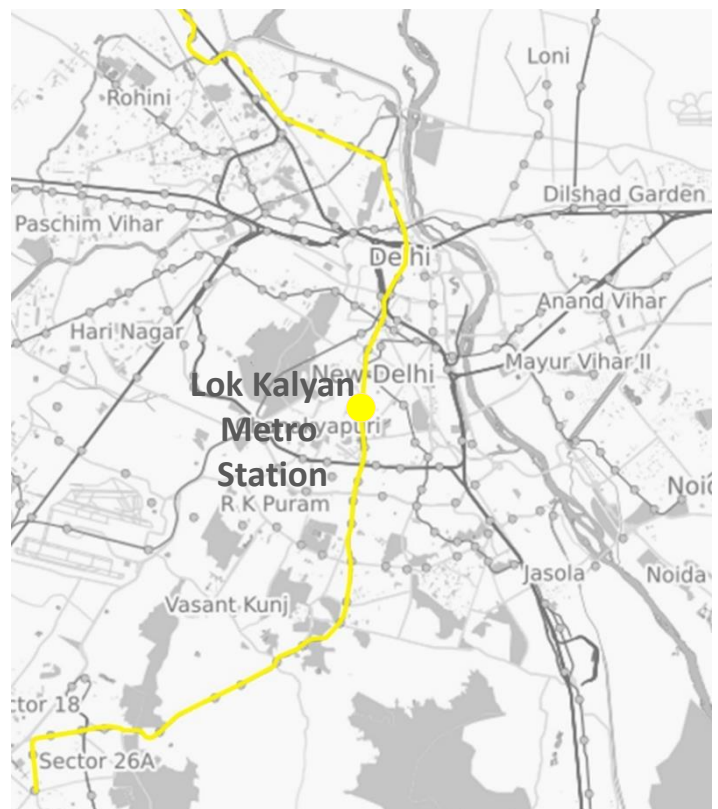 Loni
Rohini
Dilshad Garden
Paschim Vihar
Delhi
Anand Vihar
Hari Nagar
Mayur Vihar II
New Delhi
Lok Kalyan
Metro
Station
R K Puram
Jasola
Noida
Vasant Kunj
ctor 18
Sector 26A